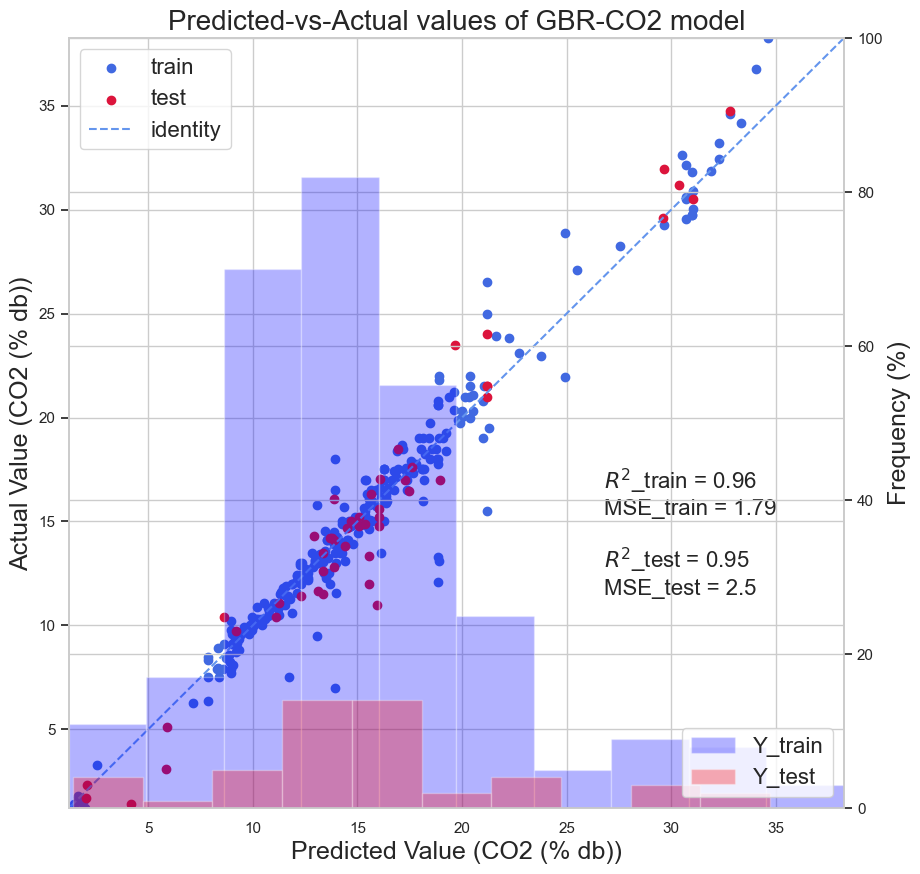 Predicted-vs-Actual values of GBR-CO2 model
train
test
identity
Actual Value (CO2 (% db))
35
30
25
20
15
10
5
100
80
60
40
20
0
Frequency (%)
R²_train = 0.96
MSE_train = 1.79
R²_test = 0.95
MSE_test = 2.5
Y_train
Y_test
5 10 15 20 25 30 35
Predicted Value (CO2 (% db))